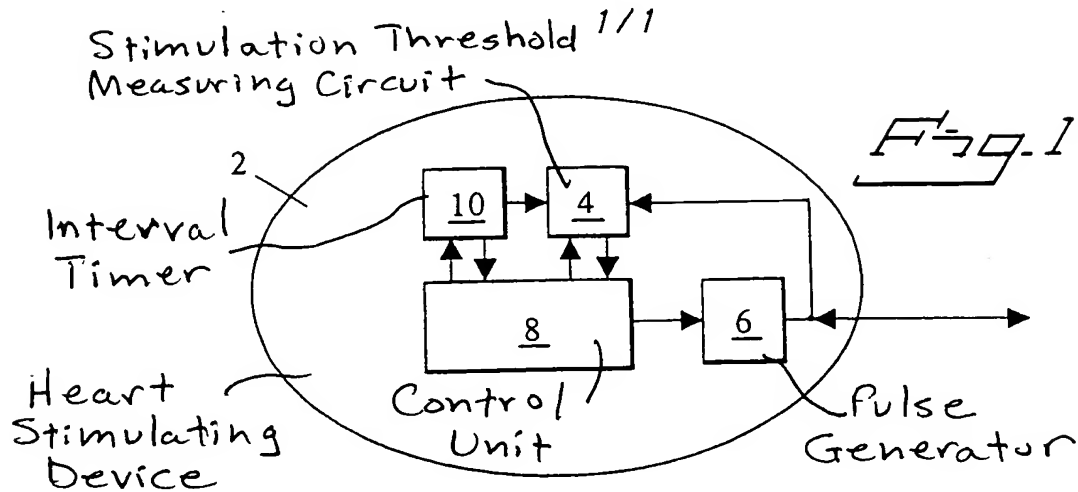 Stimulation Threshold 1/1
Measuring Circuit
Fig. 1
2
10
4
Interval
Timer
8
6
Heart
Stimulating
Device
Control
Unit
Pulse
Generator